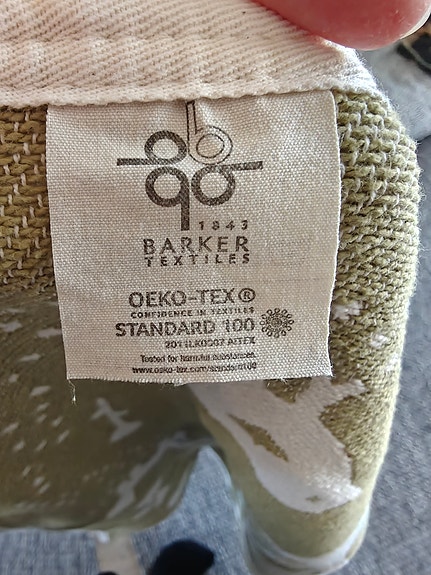 1843
BARKER
TEXTILES
OEKO-TEX®
CONFIDENCE IN TEXTILES
STANDARD 100
Tested for harmful substances.
www.oeko-tex.com/standard100